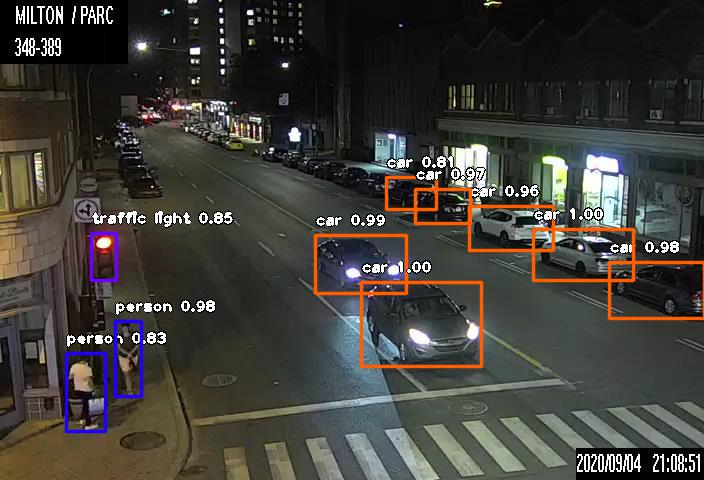 MILTON / PARC
348-389
car 0.81
car 0.97
car 0.96
car 0.99
car 1.00
traffic light 0.85
car 0.98
car 1.00
person 0.98
person 0.83
2020/09/04 21:08:51